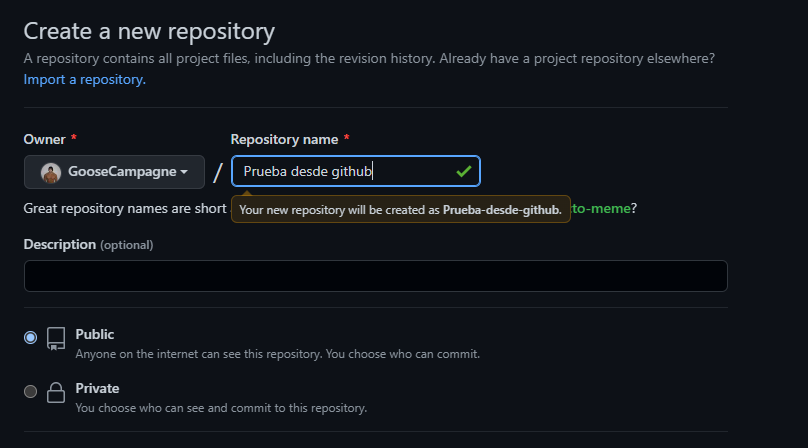 Create a new repository
A repository contains all project files, including the revision history. Already have a project repository elsewhere?
Import a repository.
Owner * Repository name *
GooseCampagne / Prueba desde github
Great repository names are short to-meme?
Your new repository will be created as Prueba-desde-github.
Description (optional)
Public
Anyone on the internet can see this repository. You choose who can commit.
Private
You choose who can see and commit to this repository.